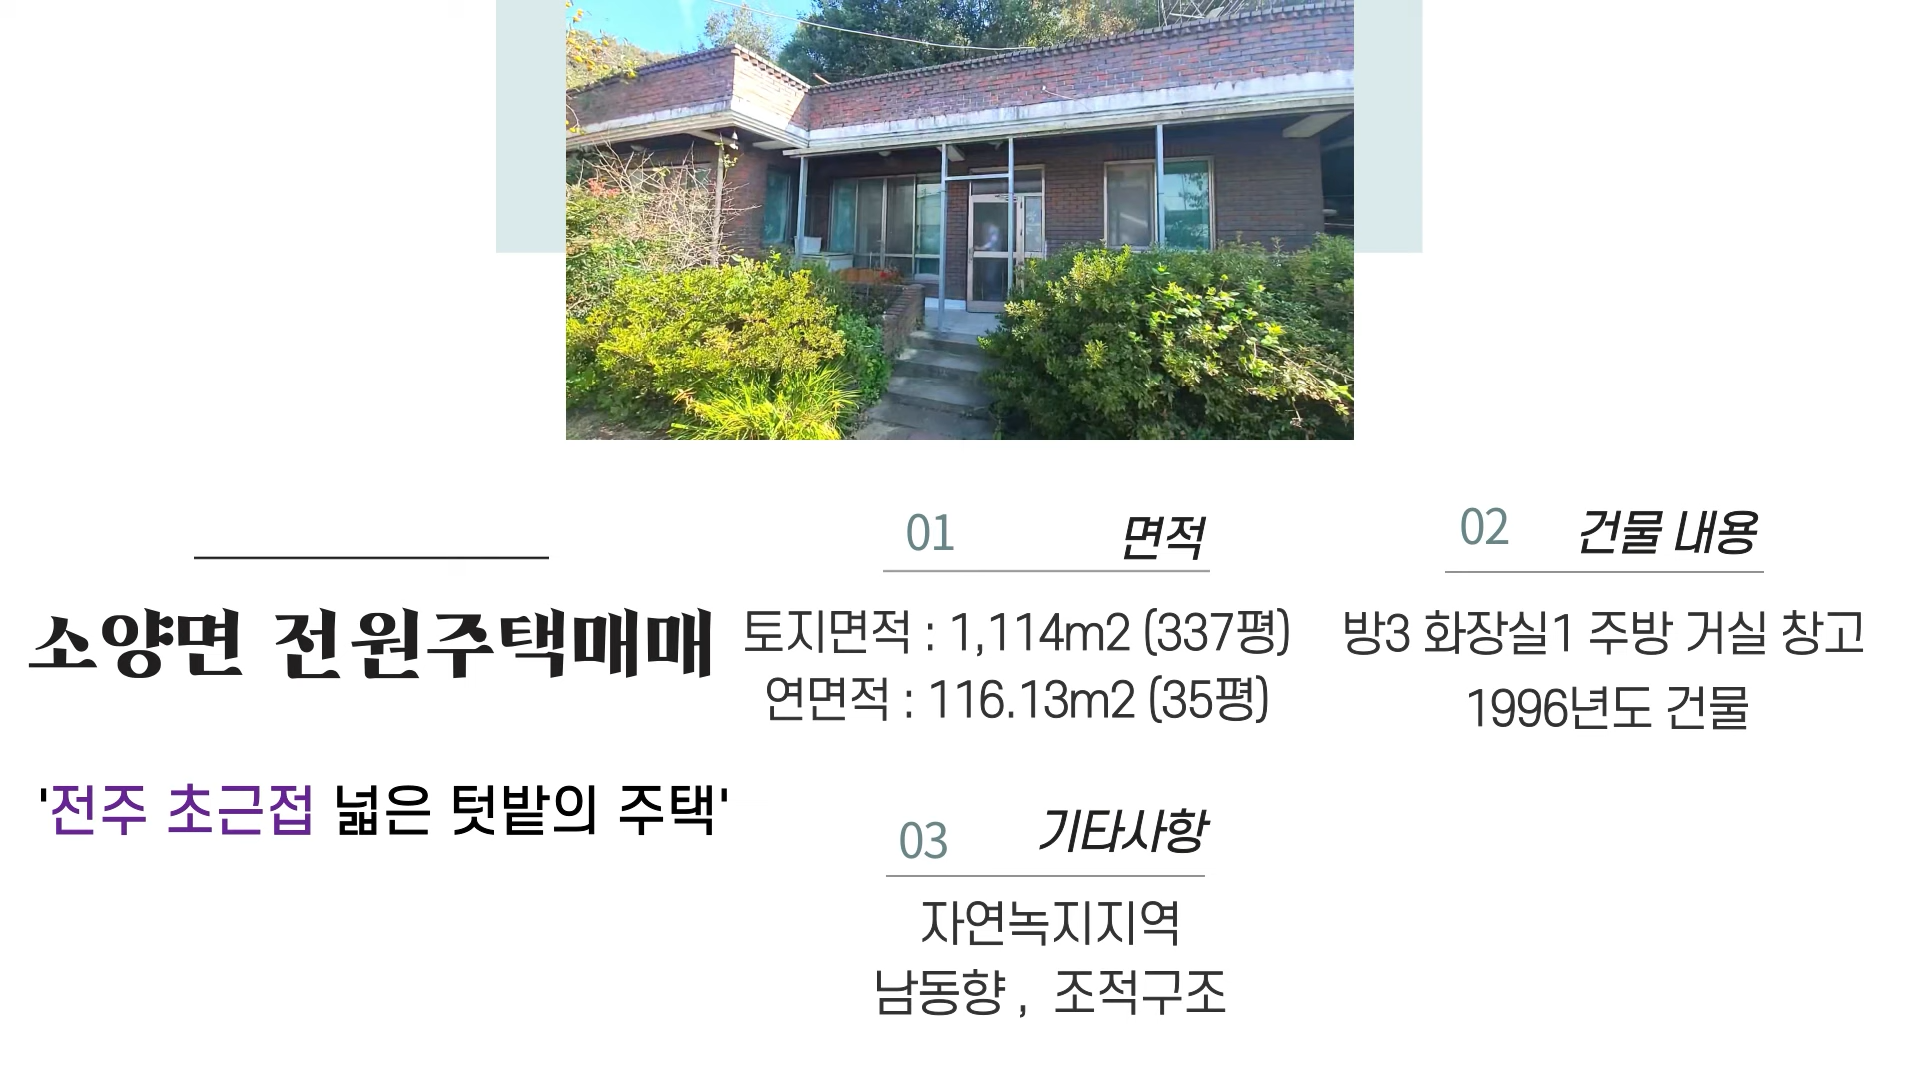 소양면 전원주택매매
'전주 초근접 넓은 텃밭의 주택'
01 면적
토지면적 : 1,114m2 (337평)
연면적 : 116.13m2 (35평)
02 건물 내용
방3 화장실1 주방 거실 창고
1996년도 건물
03 기타사항
자연녹지지역
남동향 , 조적구조